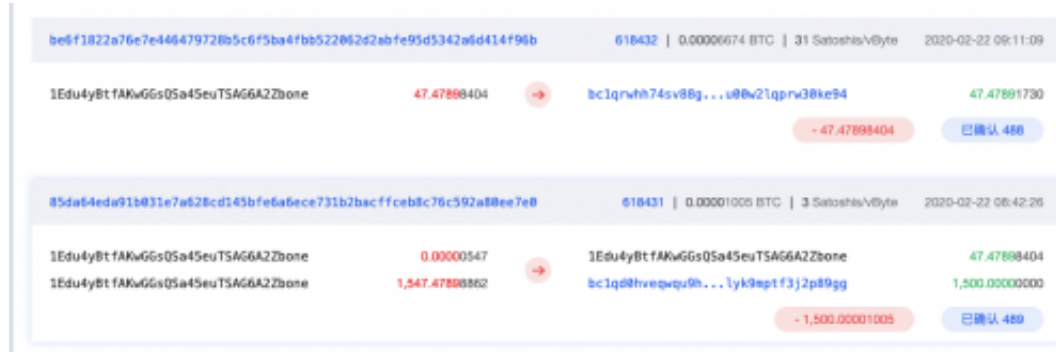 be6f1822a76e7e446479728b5c6f5ba4fbb522062d2abfe95d5342a6d414f96b 618432 | 0.00006674 BTC | 31 Satoshis/vByte 2020-02-22 09:11:09
1Edu4yBtfAKwGGsQSa45euTSAG6A2Zbone 47.47898404 → bc1qrwhh74sv88g...u00w2lqprw30ke94 47.47891730
- 47.47898404 已确认 488
85da64eda91b031e7a628cd145bfe6a6ece731b2bacffceb8c76c592a80ee7e0 618431 | 0.00001005 BTC | 3 Satoshis/vByte 2020-02-22 08:42:26
1Edu4yBtfAKwGGsQSa45euTSAG6A2Zbone 0.00000547 → 1Edu4yBtfAKwGGsQSa45euTSAG6A2Zbone 47.47898404
1Edu4yBtfAKwGGsQSa45euTSAG6A2Zbone 1,547.47898862 bc1qd0hveqwqu9h...lyk9mptf3j2p89gg 1,500.00000000
- 1,500.00001005 已确认 489